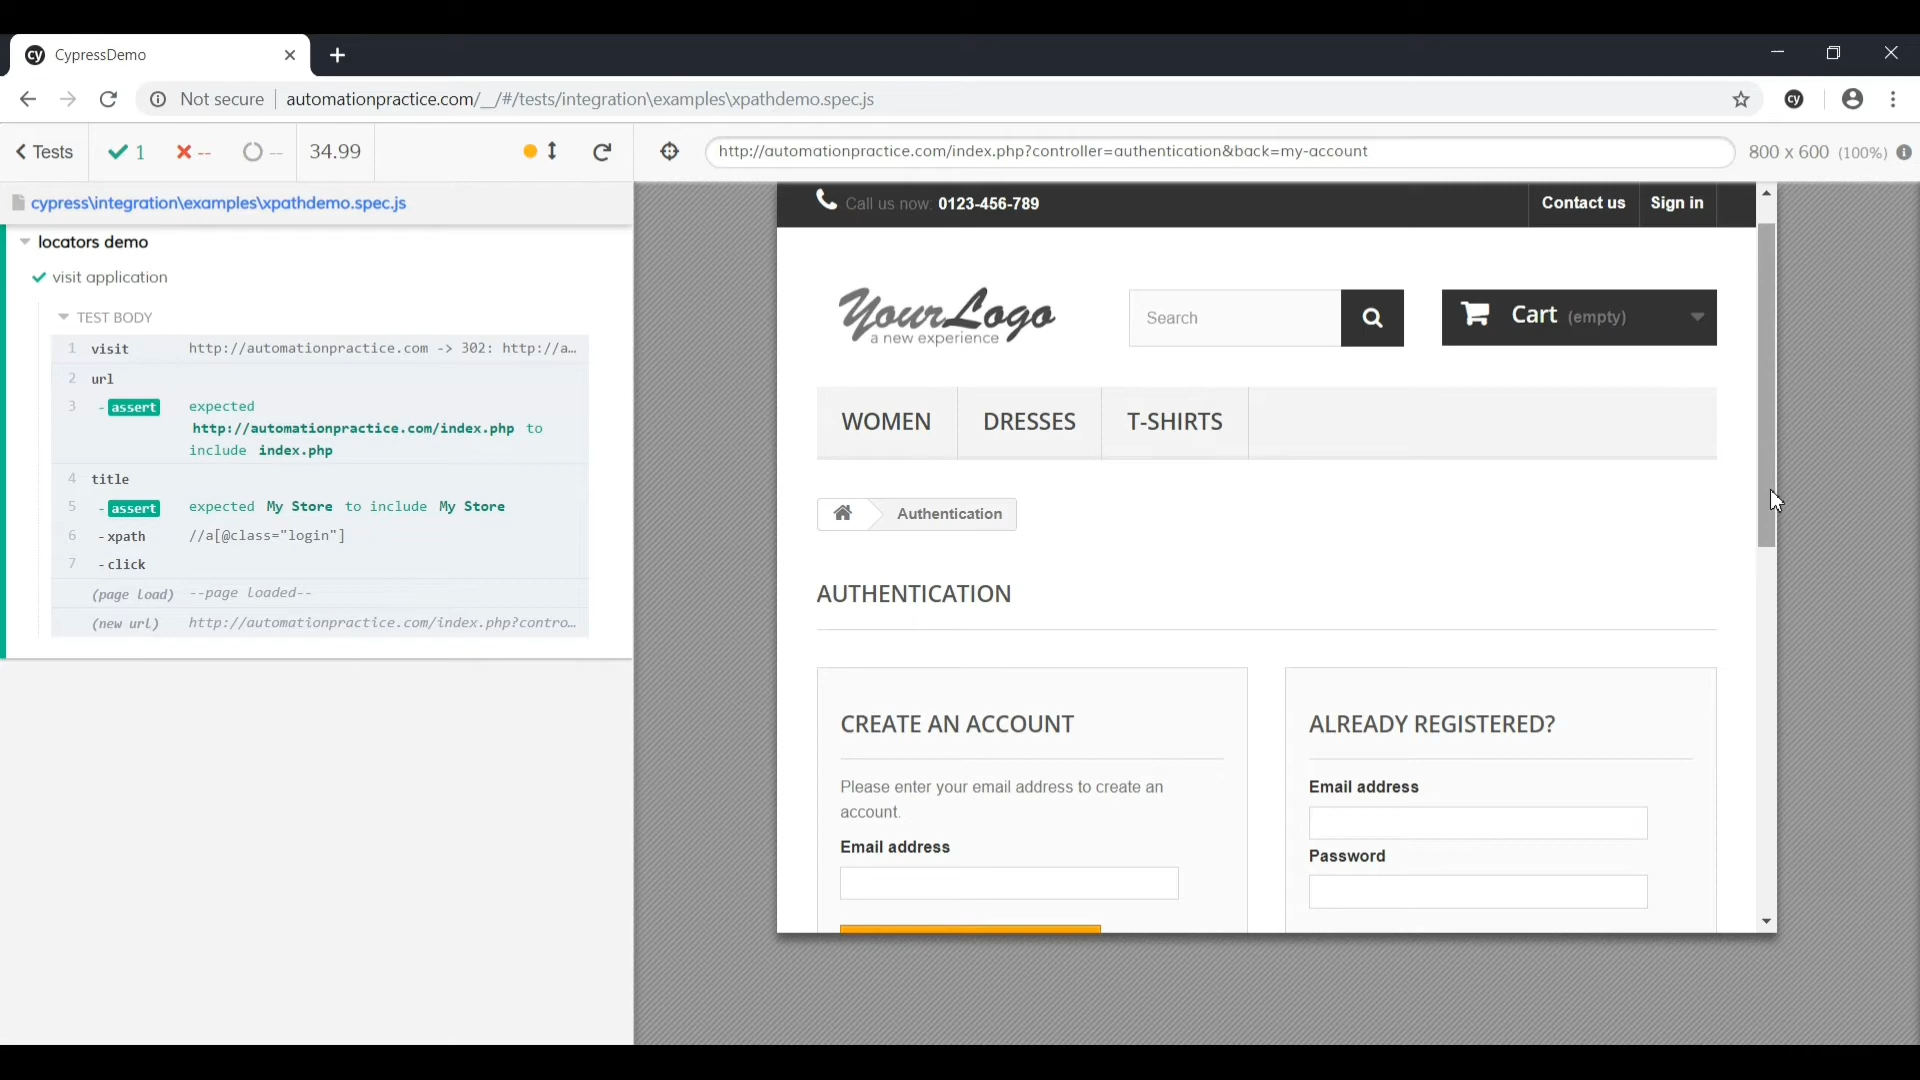 CypressDemo
Not secure automationpractice.com/__/#/tests/integration\examples\xpathdemo.spec.js
Tests 1 -- -- 34.99
http://automationpractice.com/index.php?controller=authentication&back=my-account 800 x 600 (100%)
cypress\integration\examples\xpathdemo.spec.js
locators demo
visit application
TEST BODY
1 visit http://automationpractice.com -> 302: http://a…
2 url
3 -assert expected
http://automationpractice.com/index.php to
include index.php
4 title
5 -assert expected My Store to include My Store
6 -xpath //a[@class="login"]
7 -click
(page load) --page loaded--
(new url) http://automationpractice.com/index.php?contro…
Call us now: 0123-456-789
Contact us Sign in
YourLogo
a new experience
Search
Cart (empty)
WOMEN DRESSES T-SHIRTS
Authentication
AUTHENTICATION
CREATE AN ACCOUNT
Please enter your email address to create an
account.
Email address
ALREADY REGISTERED?
Email address
Password